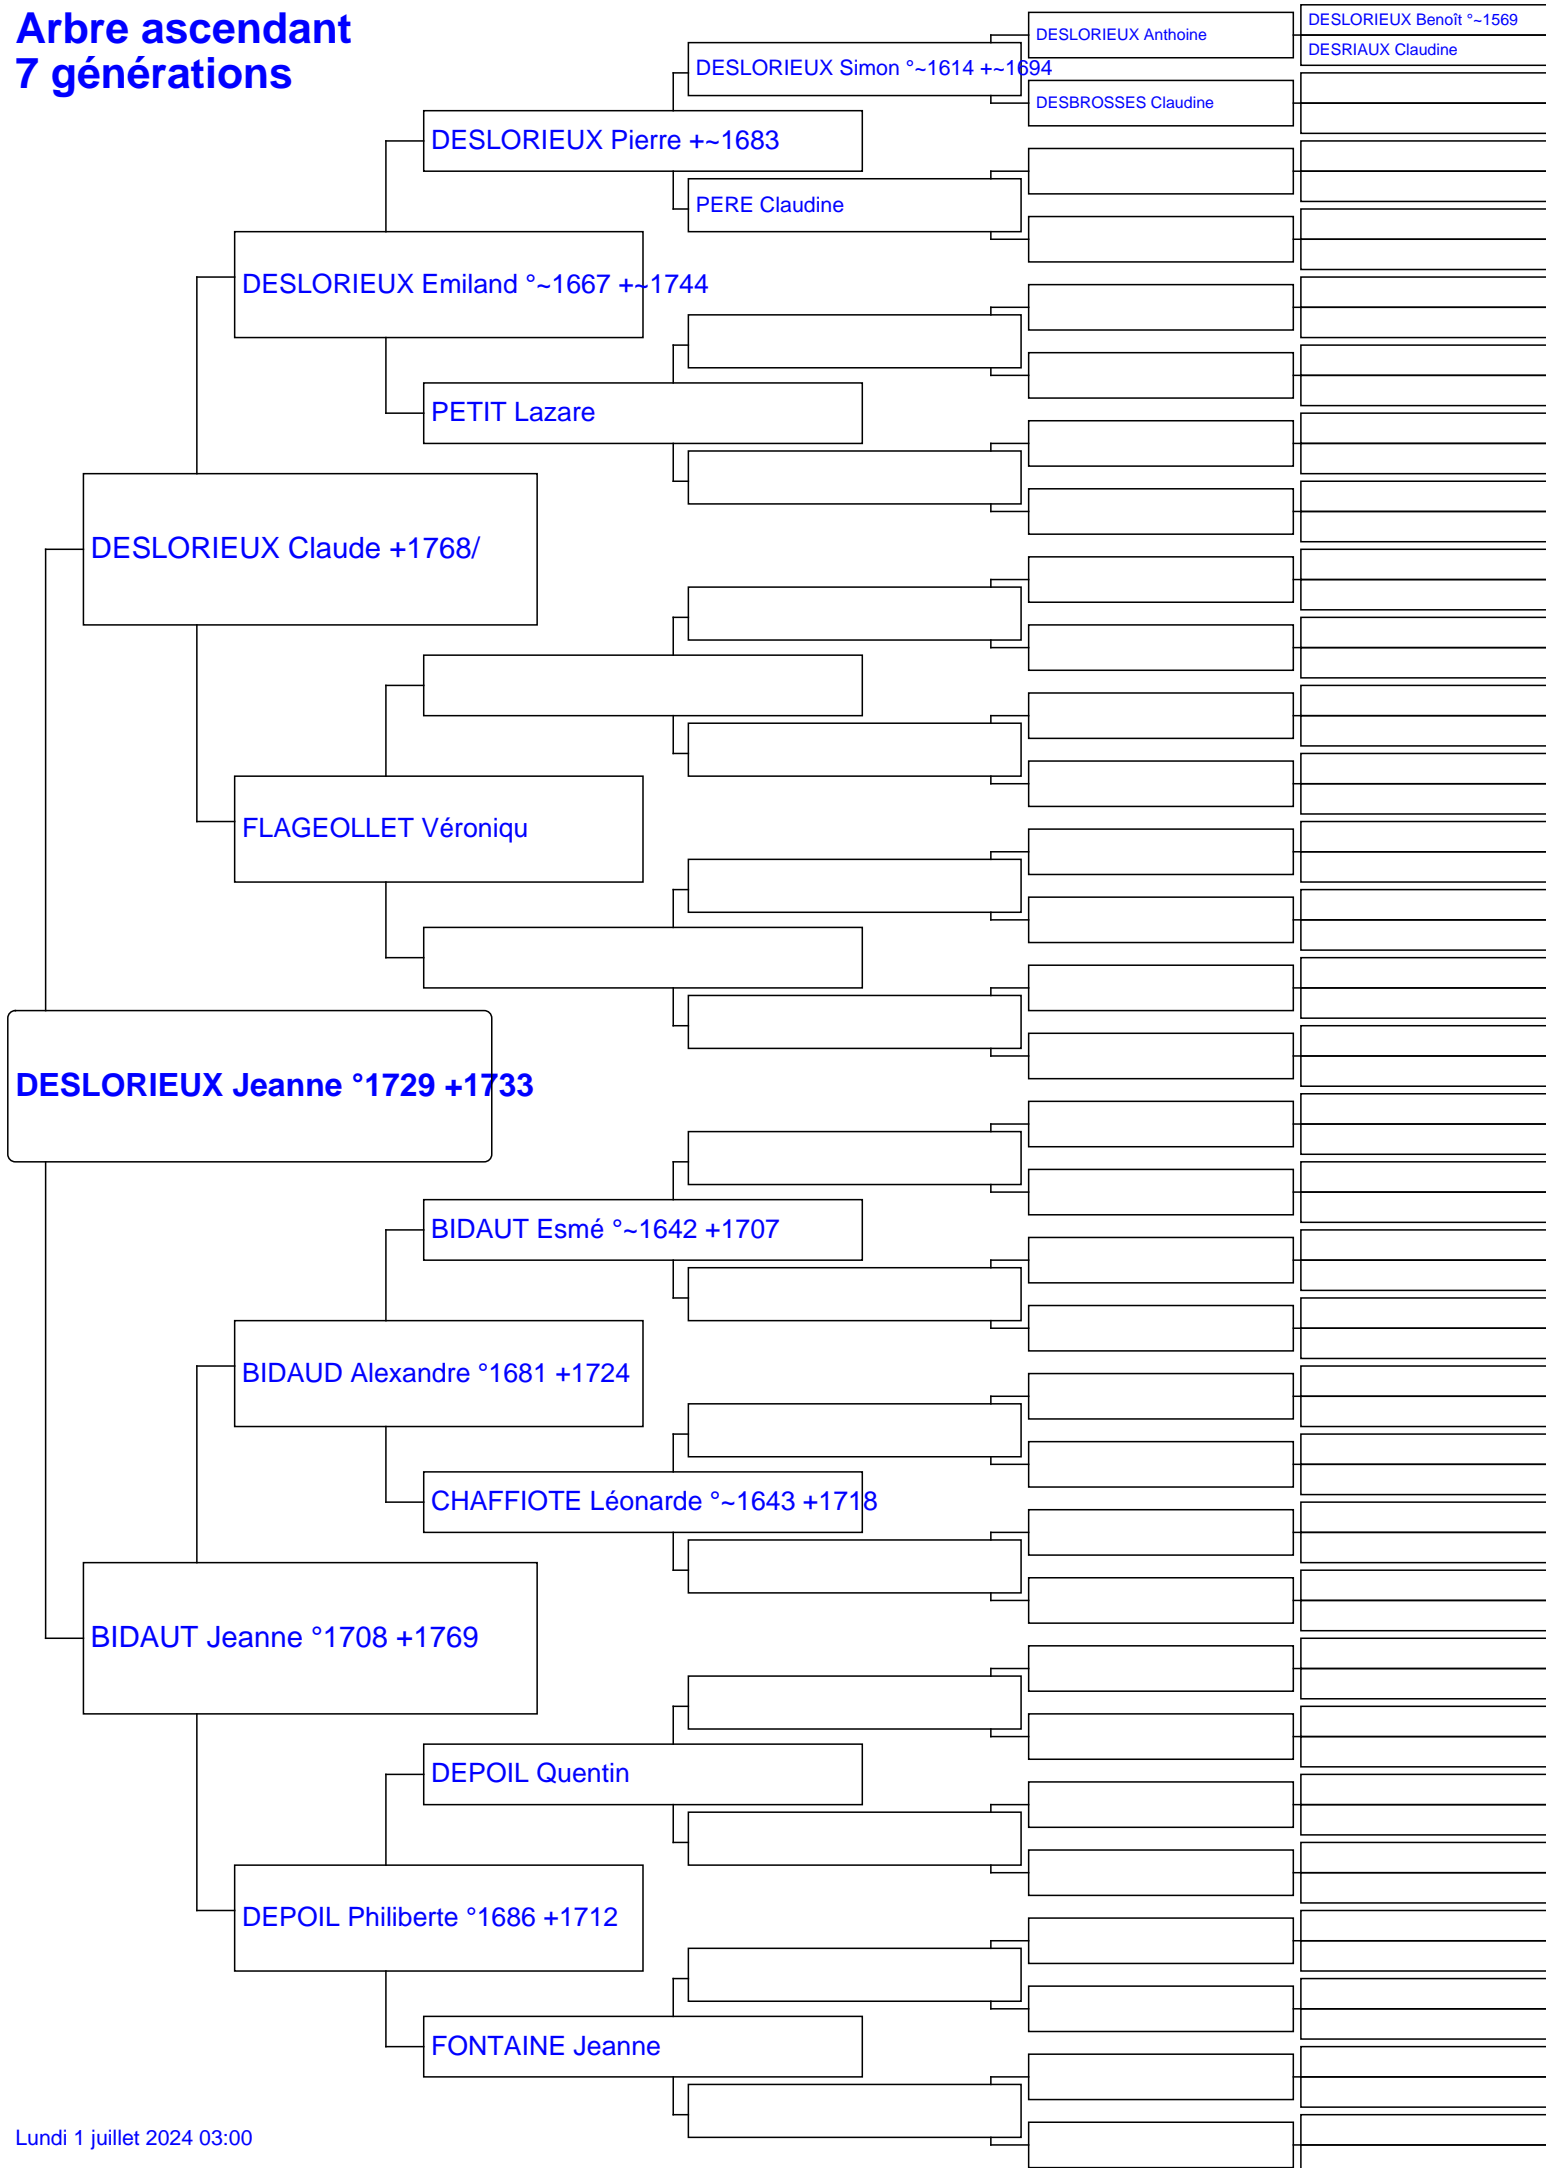 Arbre ascendant
7 générations
DESLORIEUX Benoît °~1569
DESLORIEUX Anthoine
DESRIAUX Claudine
DESLORIEUX Simon °~1614 +~1694
DESBROSSES Claudine
DESLORIEUX Pierre +~1683
PERE Claudine
DESLORIEUX Emiland °~1667 +~1744
PETIT Lazare
DESLORIEUX Claude +1768/
FLAGEOLLET Véroniqu
DESLORIEUX Jeanne °1729 +1733
BIDAUT Esmé °~1642 +1707
BIDAUD Alexandre °1681 +1724
CHAFFIOTE Léonarde °~1643 +1718
BIDAUT Jeanne °1708 +1769
DEPOIL Quentin
DEPOIL Philiberte °1686 +1712
FONTAINE Jeanne
Lundi 1 juillet 2024 03:00